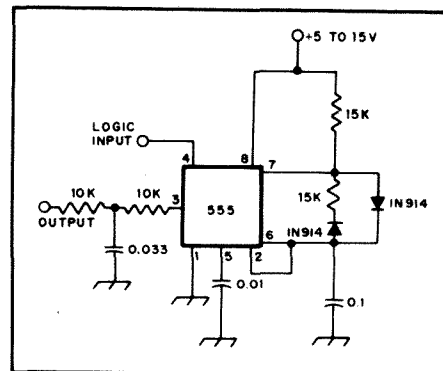 +5 TO 15V
15K
LOGIC
INPUT
4
8
7
10K
10K
3
555
15K
IN914
OUTPUT
6
IN914
0.033
1
5
2
0.01
0.1